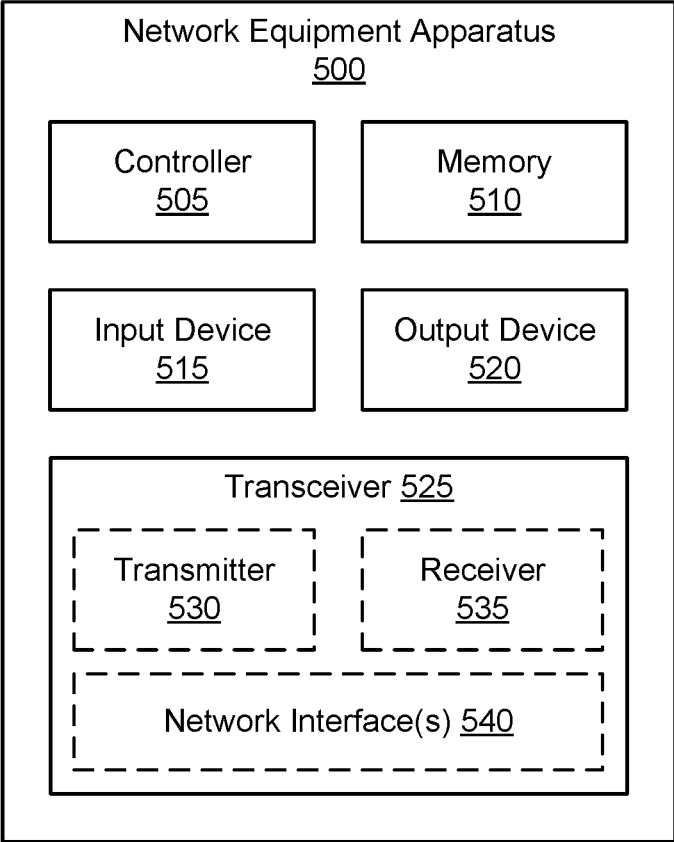 Network Equipment Apparatus
500
Controller
505
Memory
510
Input Device
515
Output Device
520
Transceiver 525
Transmitter
530
Receiver
535
Network Interface(s) 540